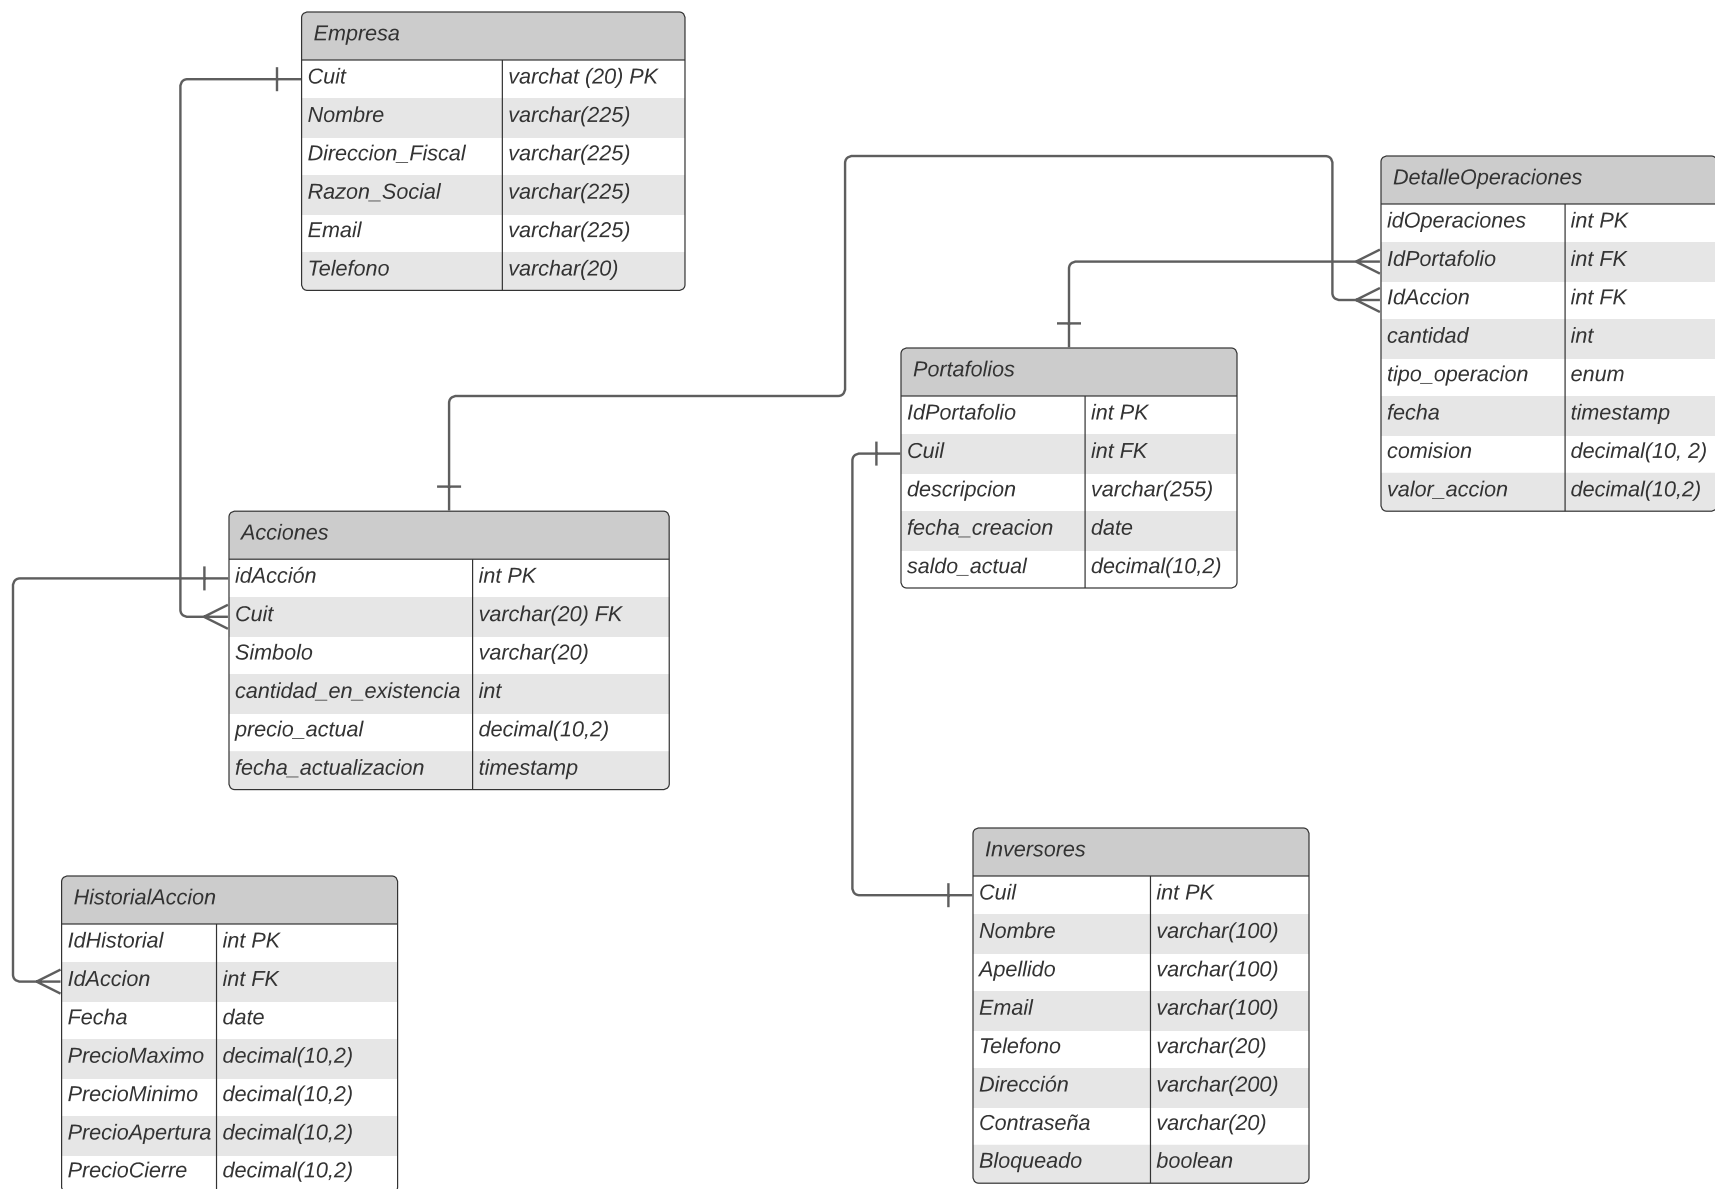 Empresa
Cuit varchat (20) PK
Nombre varchar(225)
Direccion_Fiscal varchar(225)
Razon_Social varchar(225)
Email varchar(225)
Telefono varchar(20)
DetalleOperaciones
idOperaciones int PK
IdPortafolio int FK
IdAccion int FK
cantidad int
tipo_operacion enum
fecha timestamp
comision decimal(10, 2)
valor_accion decimal(10,2)
Portafolios
IdPortafolio int PK
Cuil int FK
descripcion varchar(255)
fecha_creacion date
saldo_actual decimal(10,2)
Acciones
idAcción int PK
Cuit varchar(20) FK
Simbolo varchar(20)
cantidad_en_existencia int
precio_actual decimal(10,2)
fecha_actualizacion timestamp
Inversores
Cuil int PK
Nombre varchar(100)
Apellido varchar(100)
Email varchar(100)
Telefono varchar(20)
Dirección varchar(200)
Contraseña varchar(20)
Bloqueado boolean
HistorialAccion
IdHistorial int PK
IdAccion int FK
Fecha date
PrecioMaximo decimal(10,2)
PrecioMinimo decimal(10,2)
PrecioApertura decimal(10,2)
PrecioCierre decimal(10,2)